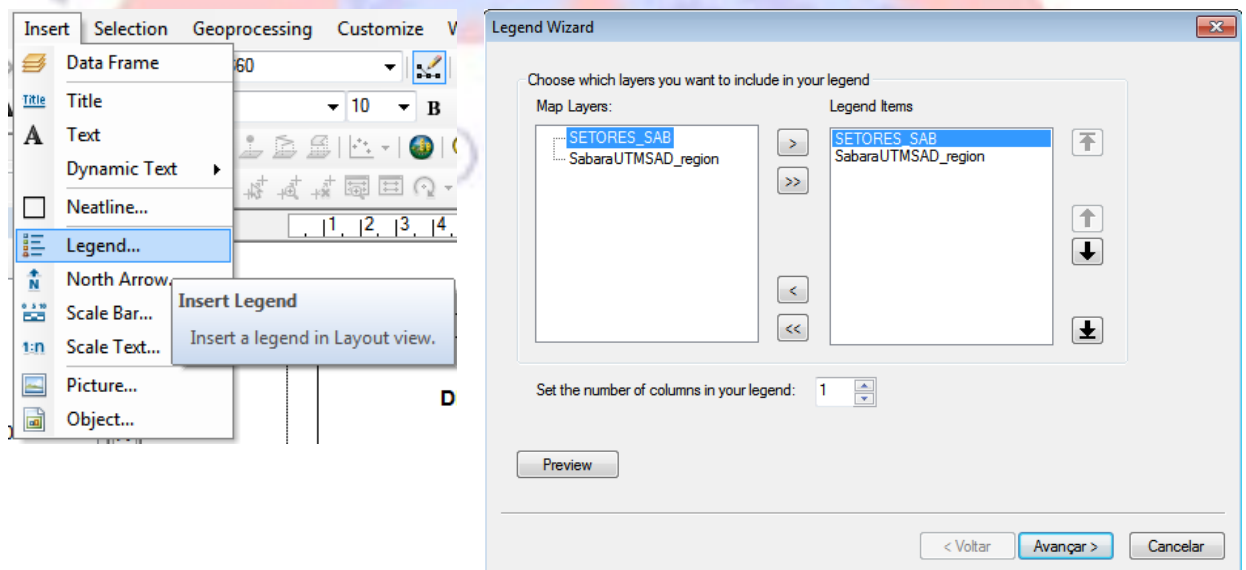 Insert Selection Geoprocessing Customize
Data Frame
Title Title
A Text
Dynamic Text
Neatline...
Legend...
N North Arrow.
Scale Bar...
1:n Scale Text...
Picture...
Object...
Insert Legend
Insert a legend in Layout view.
10 B
1 2 3 4
D
Legend Wizard
Choose which layers you want to include in your legend
Map Layers: Legend Items
SETORES_SAB
SabaraUTMSAD_region
>
>>
<
<<
SETORES_SAB
SabaraUTMSAD_region
Set the number of columns in your legend: 1
Preview
< Voltar Avançar > Cancelar